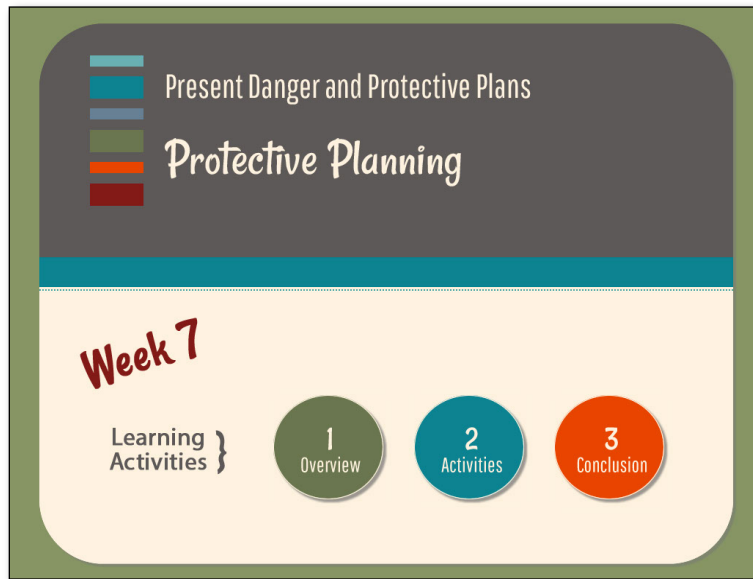 Present Danger and Protective Plans
Protective Planning
Week 7
Learning
Activities }
1
Overview
2
Activities
3
Conclusion